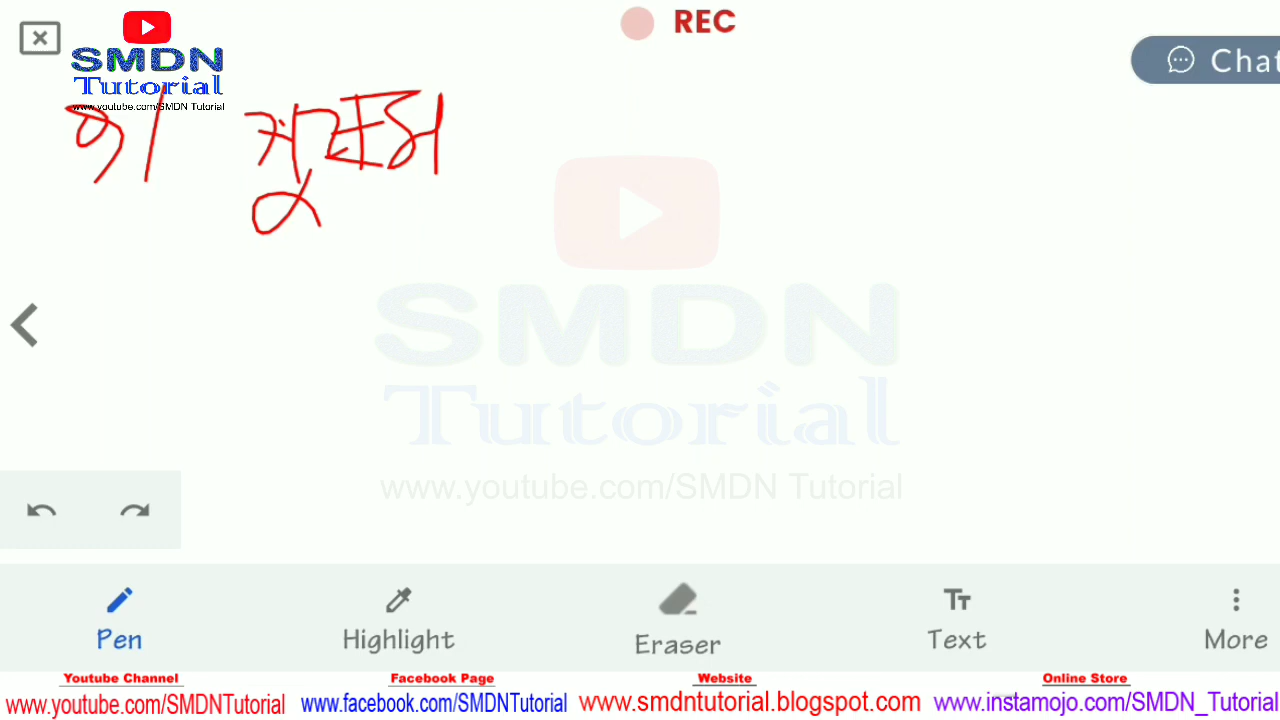 REC
SMDN
Tutorial
www.youtube.com/SMDN Tutorial
Chat
SMDN
Tutorial
www.youtube.com/SMDN Tutorial
Pen
Highlight
Eraser
Text
More
Youtube Channel
Facebook Page
Website
Online Store
www.youtube.com/SMDNTutorial
www.facebook.com/SMDNTutorial
www.smdntutorial.blogspot.com
www.instamojo.com/SMDN_Tutorial